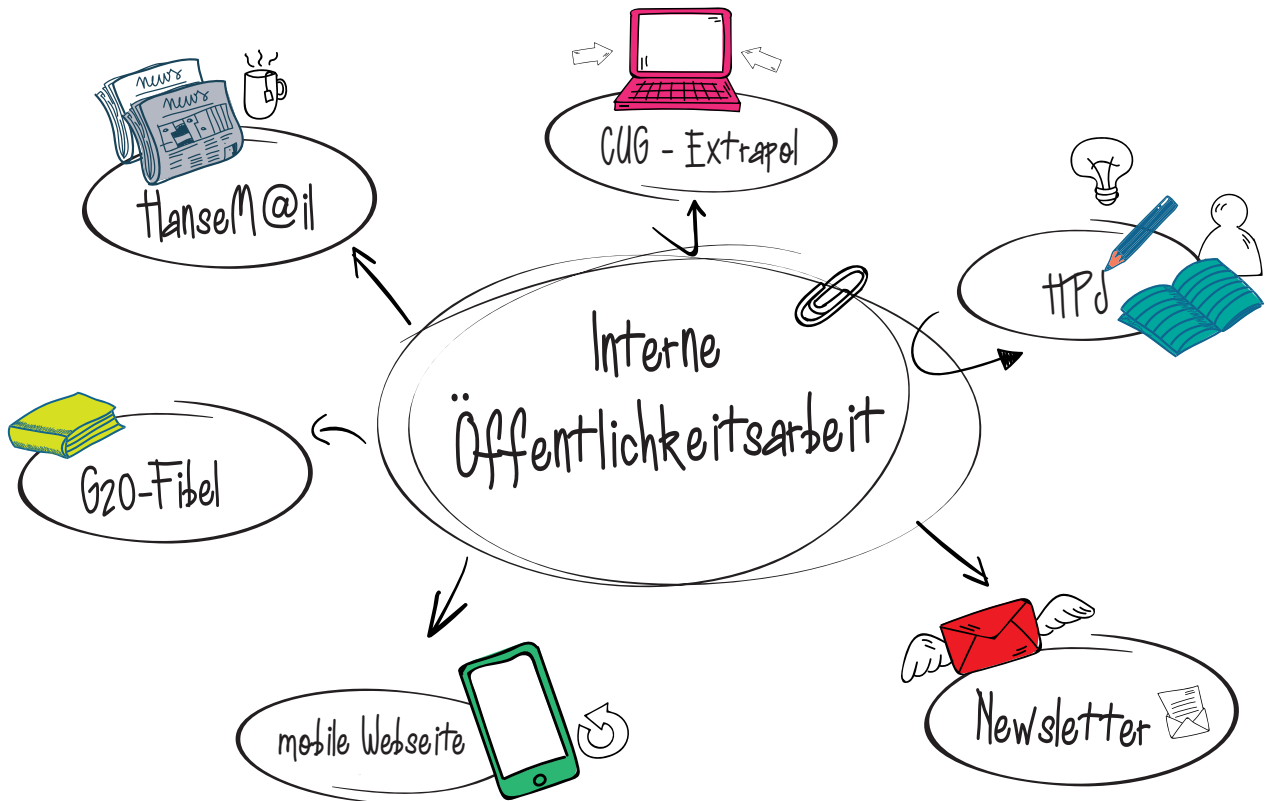 news
news
HanseM@il
CUG - Extrapol
HPJ
Interne
Öffentlichkeitsarbeit
G20-Fibel
mobile Webseite
Newsletter